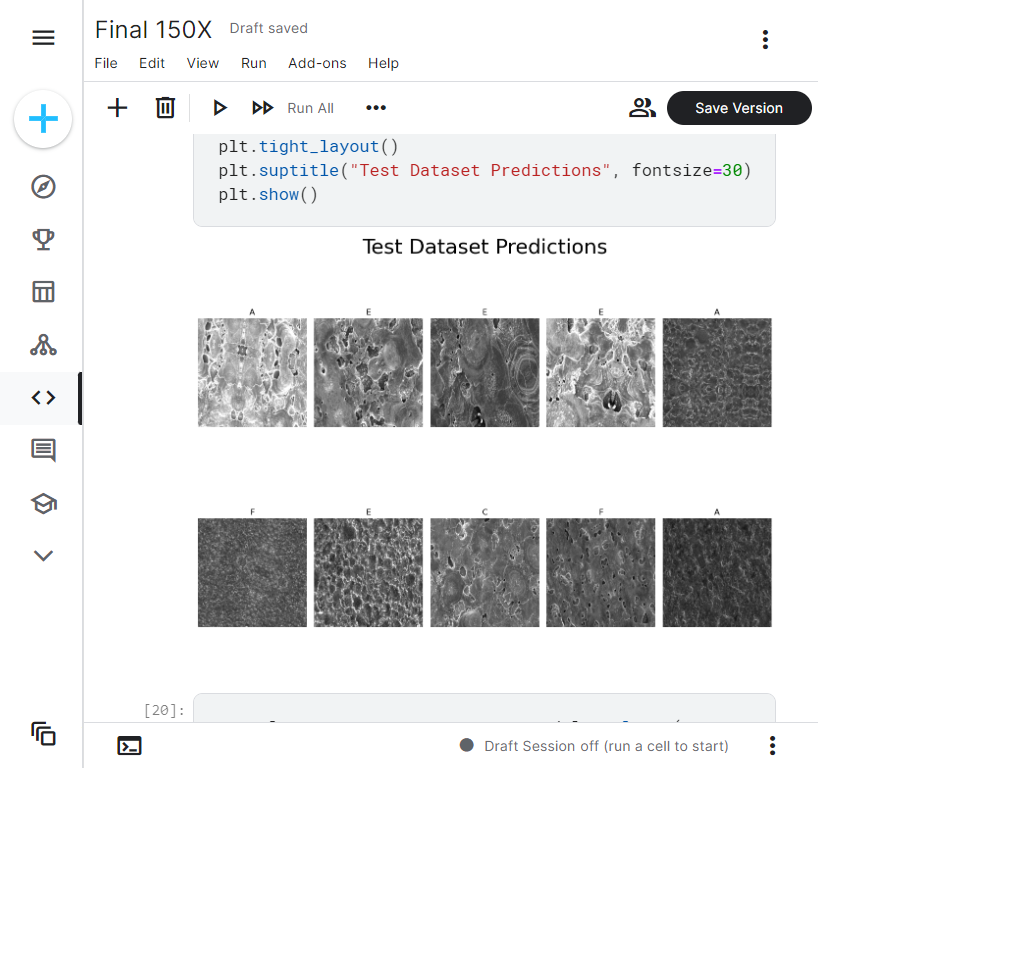 Final 150X Draft saved
File Edit View Run Add-ons Help
Run All
Save Version
plt.tight_layout()
plt.suptitle("Test Dataset Predictions", fontsize=30)
plt.show()
Test Dataset Predictions
A E E E A
F E C F A
[20]:
Draft Session off (run a cell to start)